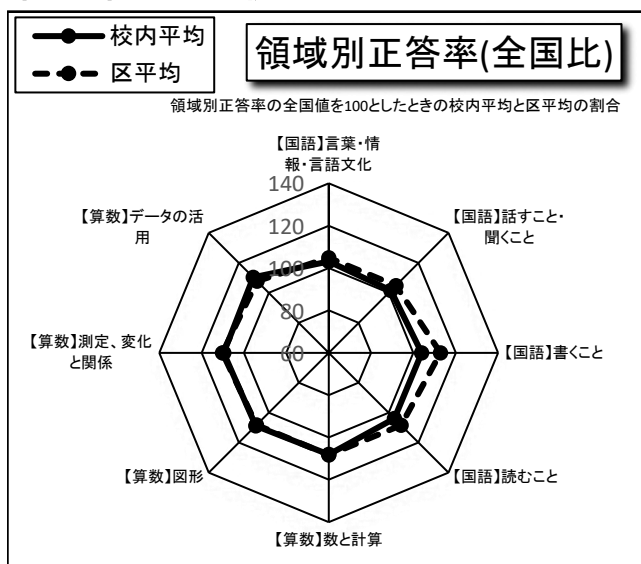 校内平均
区平均
領域別正答率(全国比)
領域別正答率の全国値を100としたときの校内平均と区平均の割合
【国語】言葉・情
報・言語文化
140
120
100
80
60
【国語】話すこと・
聞くこと
【国語】書くこと
【国語】読むこと
【算数】数と計算
【算数】図形
【算数】測定、変化
と関係
【算数】データの活
用